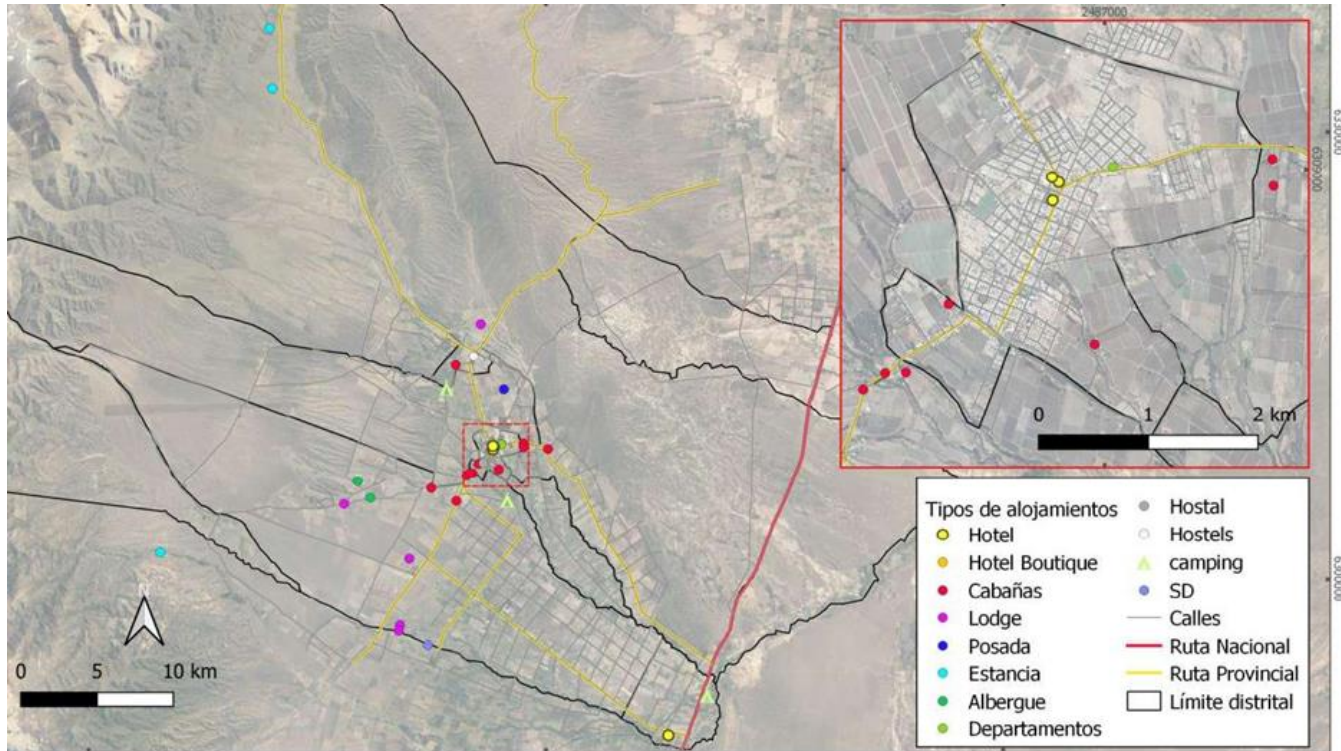 2487000
6330000
6309000
0 1 2 km
Tipos de alojamientos
Hotel
Hotel Boutique
Cabañas
Lodge
Posada
Estancia
Albergue
Departamentos
Hostal
Hostels
camping
SD
Calles
Ruta Nacional
Ruta Provincial
Límite distrital
0 5 10 km